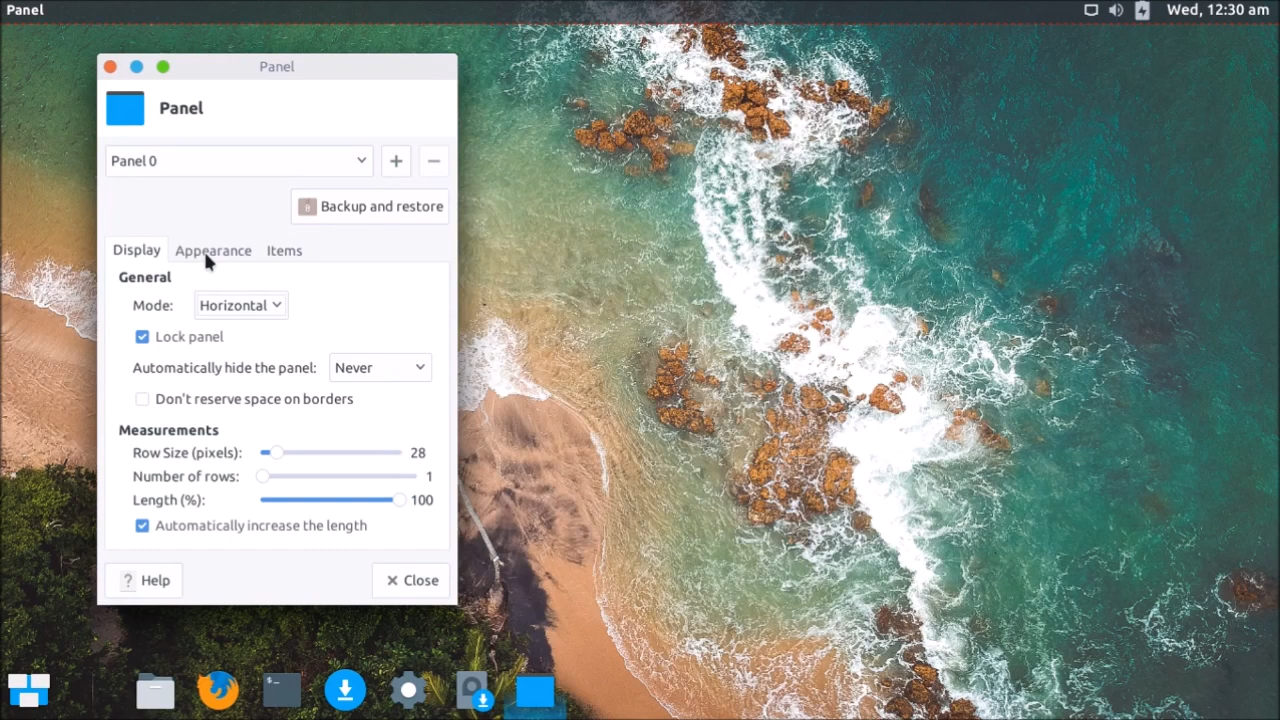 Panel
Wed, 12:30 am
Panel
Panel
Panel 0
Backup and restore
Display Appearance Items
General
Mode: Horizontal
Lock panel
Automatically hide the panel: Never
Don't reserve space on borders
Measurements
Row Size (pixels): 28
Number of rows: 1
Length (%): 100
Automatically increase the length
? Help
Close